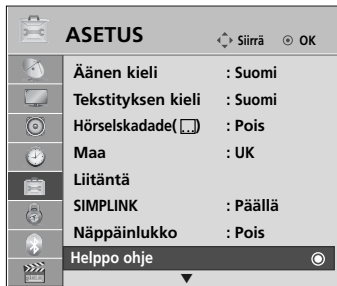 ASETUS Siirrä OK
Äänen kieli : Suomi
Tekstityksen kieli : Suomi
Hörselskadade( ) : Pois
Maa : UK
Liitäntä
SIMPLINK : Päällä
Näppäinlukko : Pois
Helppo ohje